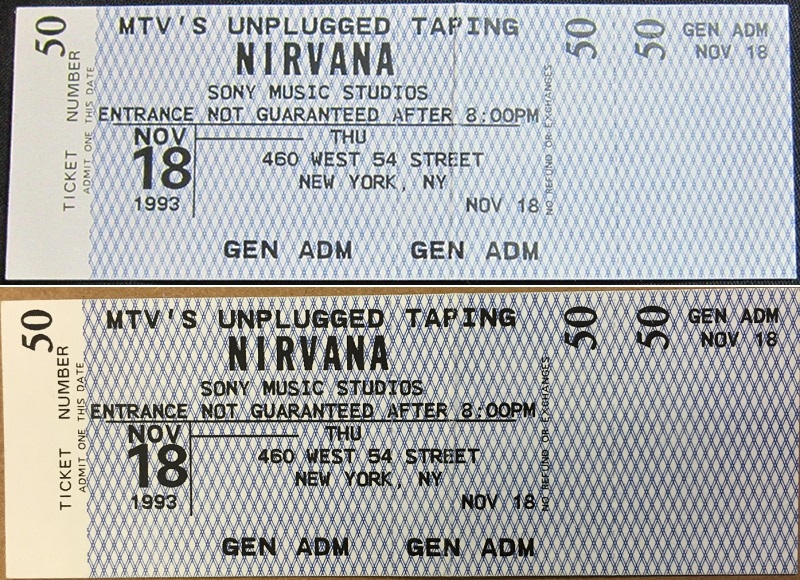 50
TICKET NUMBER
ADMIT ONE THIS DATE
MTV'S UNPLUGGED TAPING
NIRVANA
SONY MUSIC STUDIOS
ENTRANCE NOT GUARANTEED AFTER 8:00PM
NOV
18
1993
THU
460 WEST 54 STREET
NEW YORK, NY
NOV 18
GEN ADM GEN ADM
50
NO REFUND OR EXCHANGES
50
GEN ADM
NOV 18
50
TICKET NUMBER
ADMIT ONE THIS DATE
MTV'S UNPLUGGED TAPING
NIRVANA
SONY MUSIC STUDIOS
ENTRANCE NOT GUARANTEED AFTER 8:00PM
NOV
18
1993
THU
460 WEST 54 STREET
NEW YORK, NY
NOV 18
GEN ADM GEN ADM
50
NO REFUND OR EXCHANGES
50
GEN ADM
NOV 18